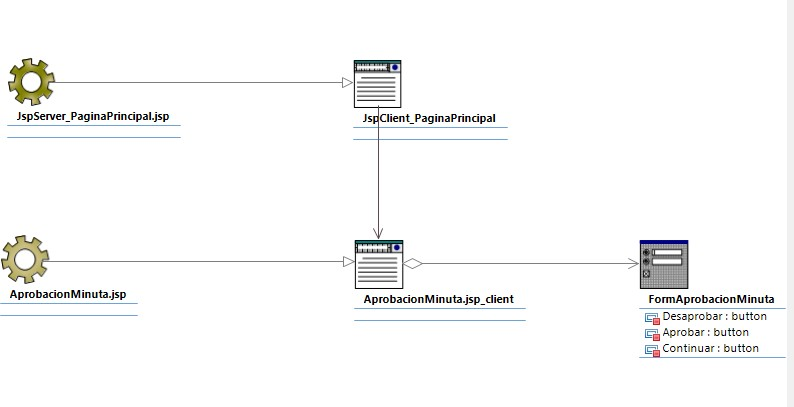 JspServer_PaginaPrincipal.jsp
JspClient_PaginaPrincipal
AprobacionMinuta.jsp
AprobacionMinuta.jsp_client
FormAprobacionMinuta
Desaprobar : button
Aprobar : button
Continuar : button